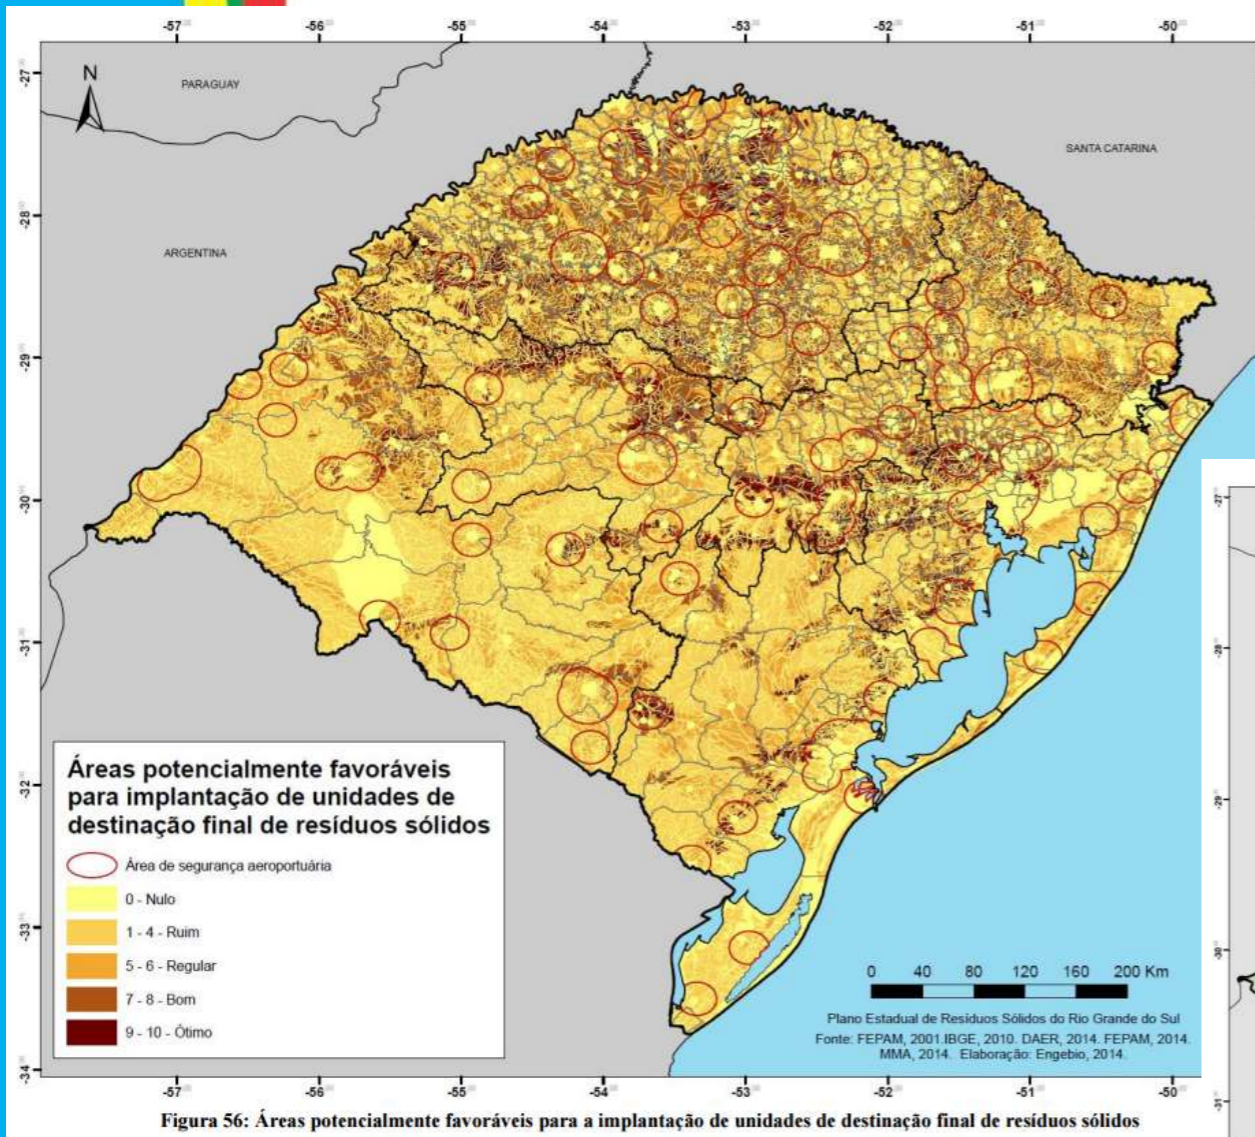 -57
-56
-55
-54
-53
-52
-51
-50
-27
-28
-29
-30
-31
-32
-33
-34
N
PARAGUAY
SANTA CATARINA
ARGENTINA
Áreas potencialmente favoráveis
para implantação de unidades de
destinação final de resíduos sólidos
Área de segurança aeroportuária
0 - Nulo
1 - 4 - Ruim
5 - 6 - Regular
7 - 8 - Bom
9 - 10 - Ótimo
0 40 80 120 160 200 Km
Plano Estadual de Resíduos Sólidos do Rio Grande do Sul
Fonte: FEPAM, 2001.IBGE, 2010. DAER, 2014. FEPAM, 2014.
MMA, 2014. Elaboração: Engebio, 2014.
-57
-56
-55
-54
-53
-52
-51
-50
-27
-28
-29
-30
-31
Figura 56: Áreas potencialmente favoráveis para a implantação de unidades de destinação final de resíduos sólidos